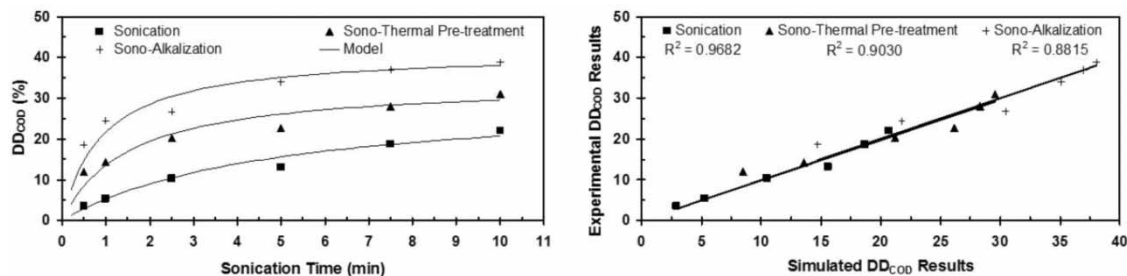 50
40
30
20
10
0
DD_COD (%)
■ Sonication ▲ Sono-Thermal Pre-treatment
+ Sono-Alkalization — Model
0 1 2 3 4 5 6 7 8 9 10 11
Sonication Time (min)
50
40
30
20
10
0
Experimental DD_COD Results
■ Sonication ▲ Sono-Thermal Pre-treatment + Sono-Alkalization
R² = 0.9682 R² = 0.9030 R² = 0.8815
0 5 10 15 20 25 30 35 40
Simulated DD_COD Results